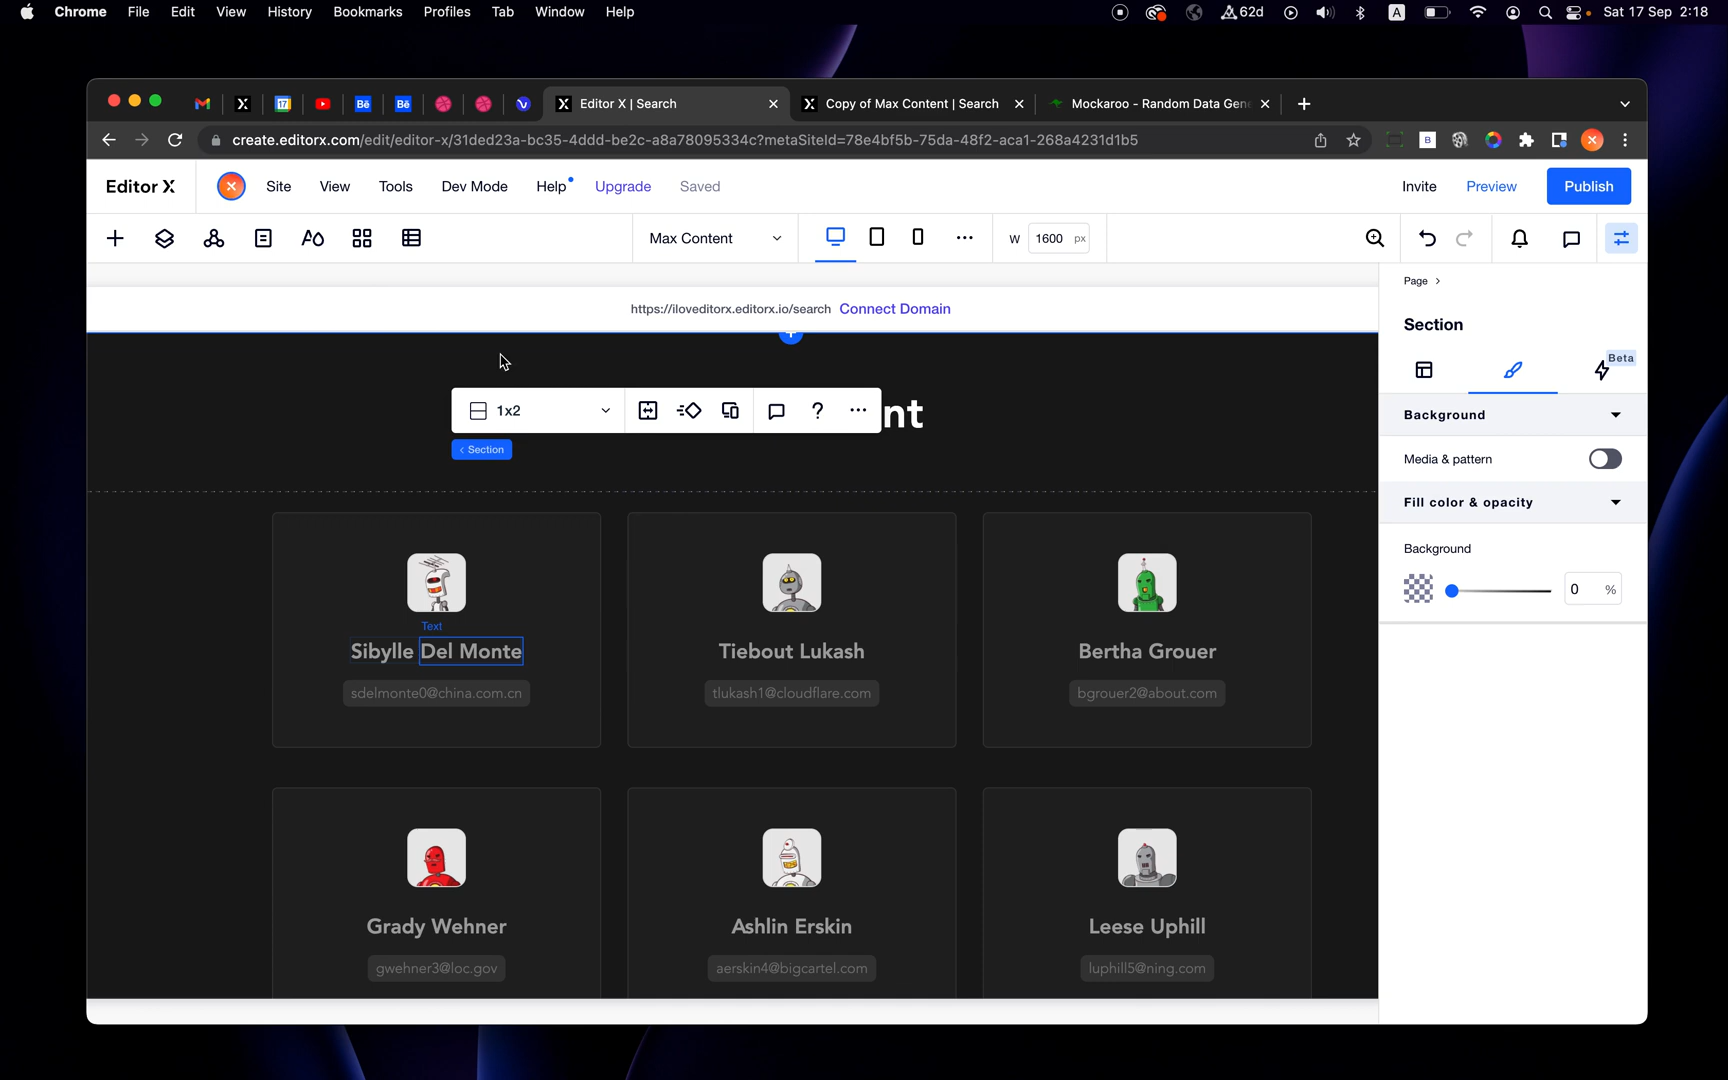 Chrome File Edit View History Bookmarks Profiles Tab Window Help
62d A Sat 17 Sep 2:18
Editor X | Search
Copy of Max Content | Search
Mockaroo - Random Data Gen
create.editorx.com/edit/editor-x/31ded23a-bc35-4ddd-be2c-a8a78095334c?metaSiteId=78e4bf5b-75da-48f2-aca1-268a4231d1b5
Editor X Site View Tools Dev Mode Help Upgrade Saved Invite Preview Publish
Max Content W 1600 px
https://iloveditorx.editorx.io/search Connect Domain
Page >
Section
Beta
1x2
nt
< Section
Background
Media & pattern
Fill color & opacity
Background
0 %
Text
Sibylle Del Monte
sdelmonte0@china.com.cn
Tiebout Lukash
tlukash1@cloudflare.com
Bertha Grouer
bgrouer2@about.com
Grady Wehner
gwehner3@loc.gov
Ashlin Erskin
aerskin4@bigcartel.com
Leese Uphill
luphill5@ning.com